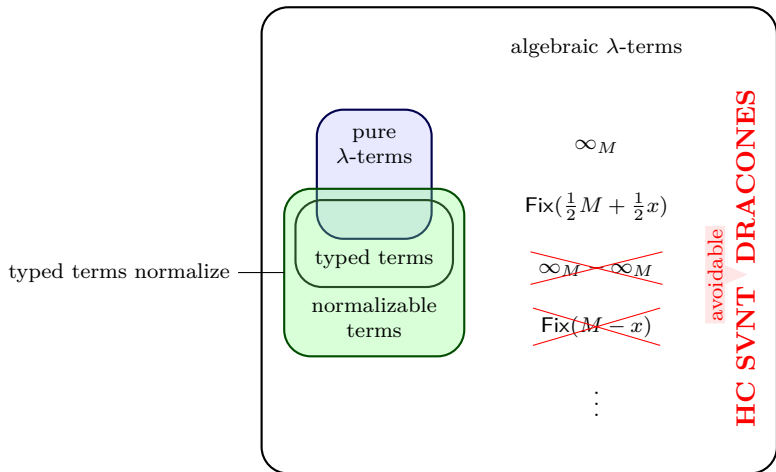 algebraic λ-terms
pure
λ-terms
typed terms
normalizable
terms
typed terms normalize
∞_M
Fix(½M + ½x)
∞_M − ∞_M
Fix(M − x)
⋮
avoidable
HC SVNT DRACONES